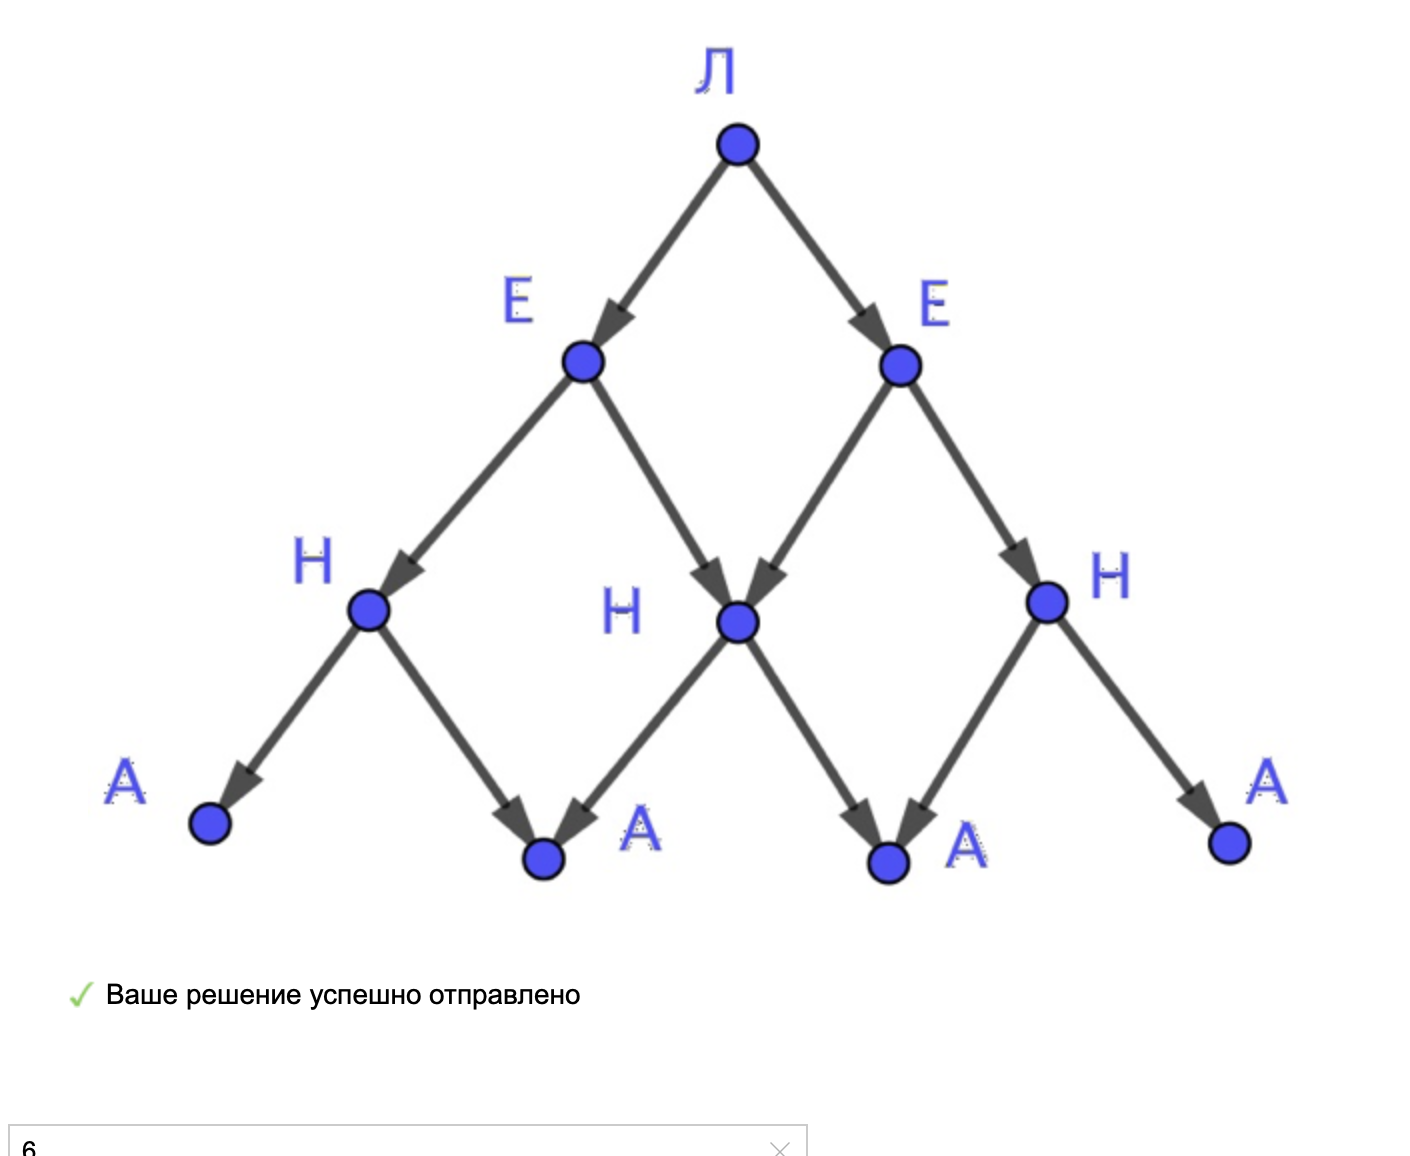 Л
Е Е
Н Н Н
А А А А
Ваше решение успешно отправлено
6